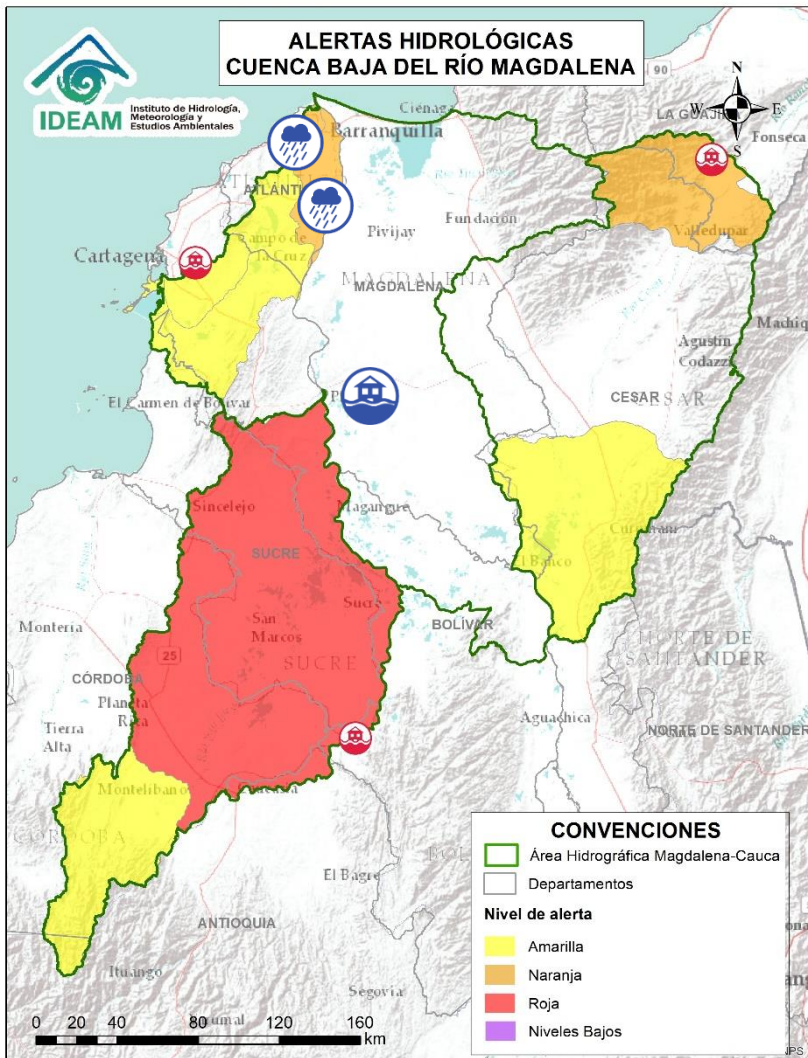 ALERTAS HIDROLÓGICAS
CUENCA BAJA DEL RÍO MAGDALENA
IDEAM
Instituto de Hidrología,
Meteorología y
Estudios Ambientales
90
N
W
E
S
Ciénaga
LA GUAJIRA
Fonseca
Barranquilla
Fundación
Pivijay
Valledupar
Cartagena
Campo de
la Cruz
MAGDALENA
MAGDALENA
Agustín
Codazzi
El Carmen de Bolívar
CESAR
CESAR
Sincelejo
Magangue
SUCRE
El Banco
Sucre
San
Marcos
BOLÍVAR
Montería
25
SUCRE
NORTE DE
SANTANDER
CÓRDOBA
Planeta
Rica
Aguachica
NORTE DE SANTANDER
Tierra
Alta
Montelibano
CÓRDOBA
El Bagre
ANTIOQUIA
Ituango
Segovia
0 20 40 80 120 160
km
CONVENCIONES
Área Hidrográfica Magdalena-Cauca
Departamentos
Nivel de alerta
Amarilla
Naranja
Roja
Niveles Bajos